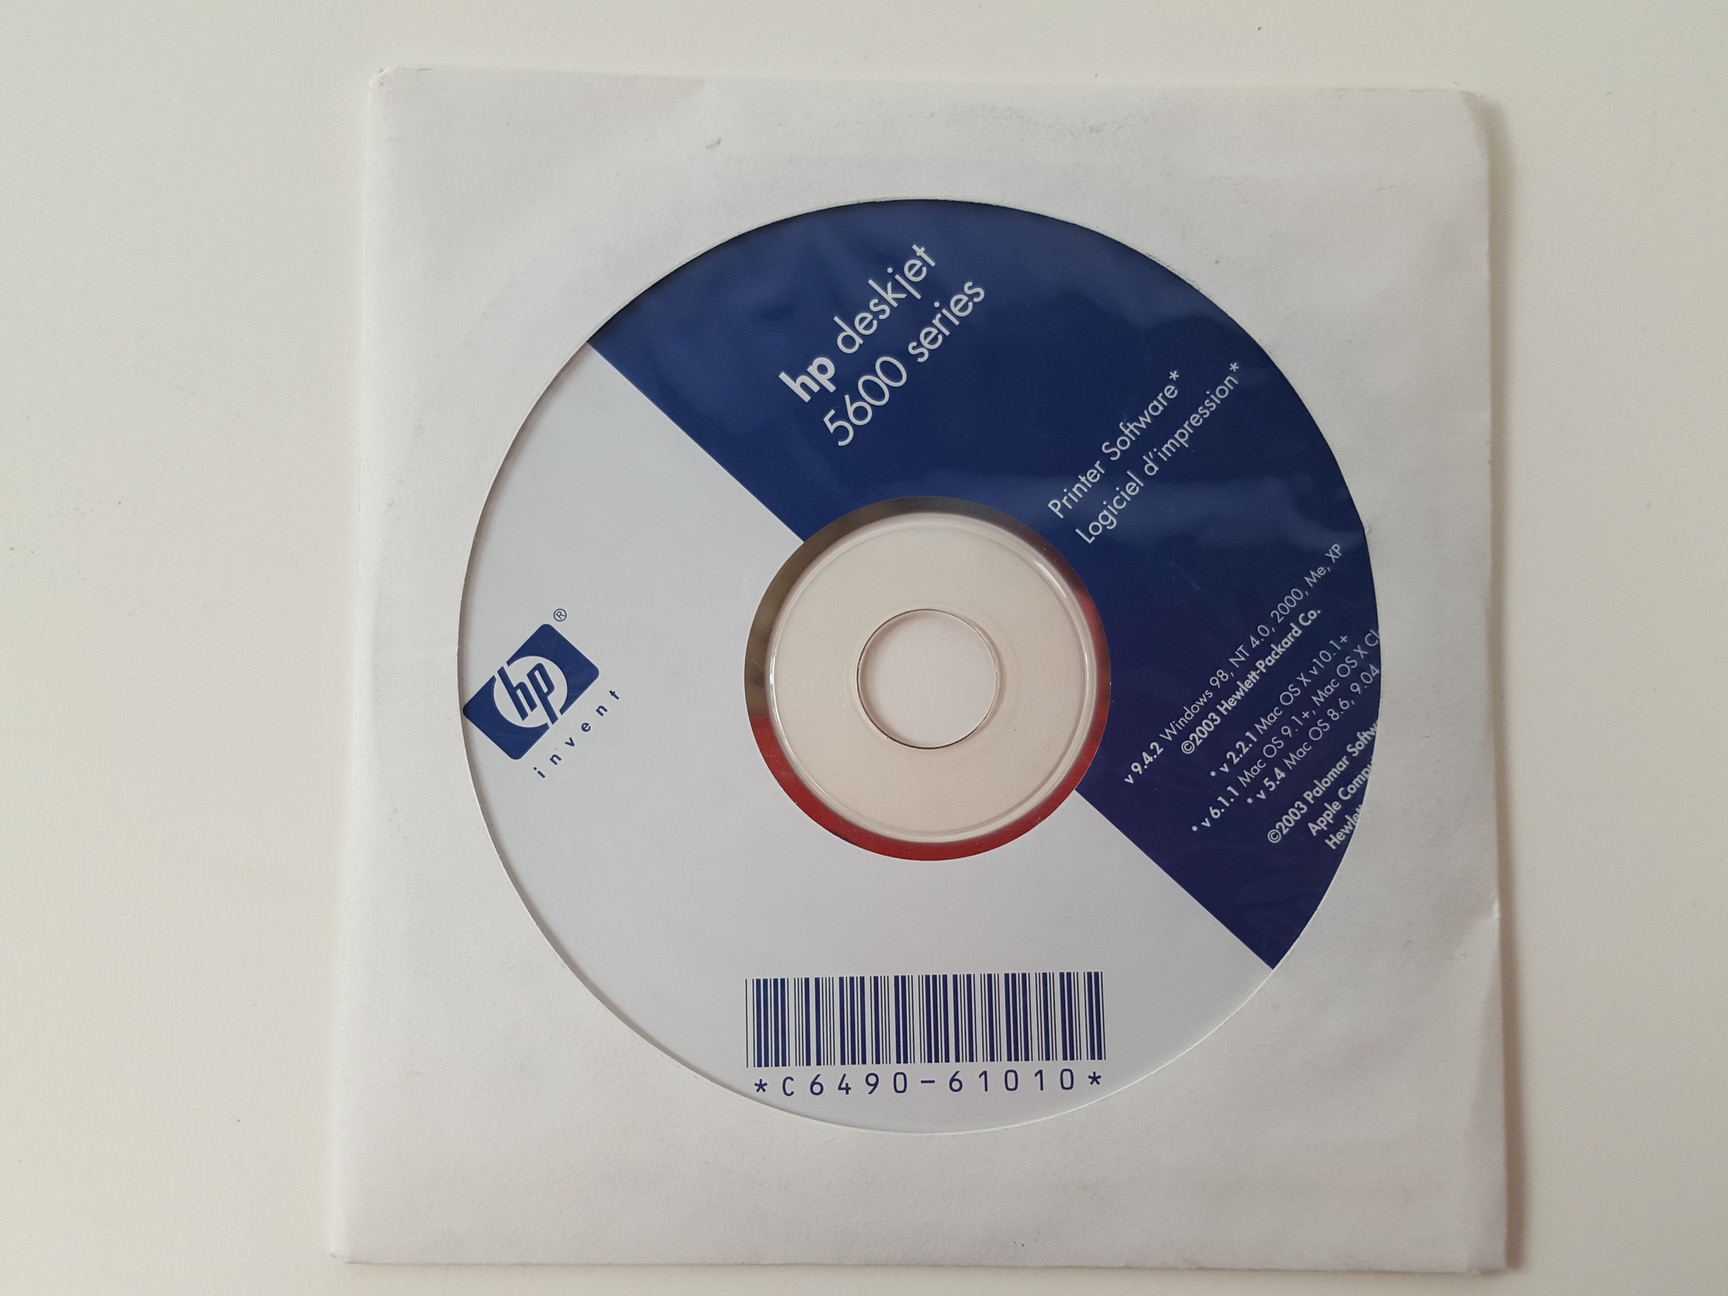 hp deskjet
5600 series
Printer Software*
Logiciel d'impression*
v 9.4.2 Windows 98, NT 4.0, 2000, Me, XP
©2003 Hewlett-Packard Co.
* v 2.2.1 Mac OS X v10.1+
* v 6.1.1 Mac OS 9.1+, Mac OS X
* v 5.4 Mac OS 8.6, 9.04
©2003 Palomar
Apple
hp ®
invent
*C6490-61010*